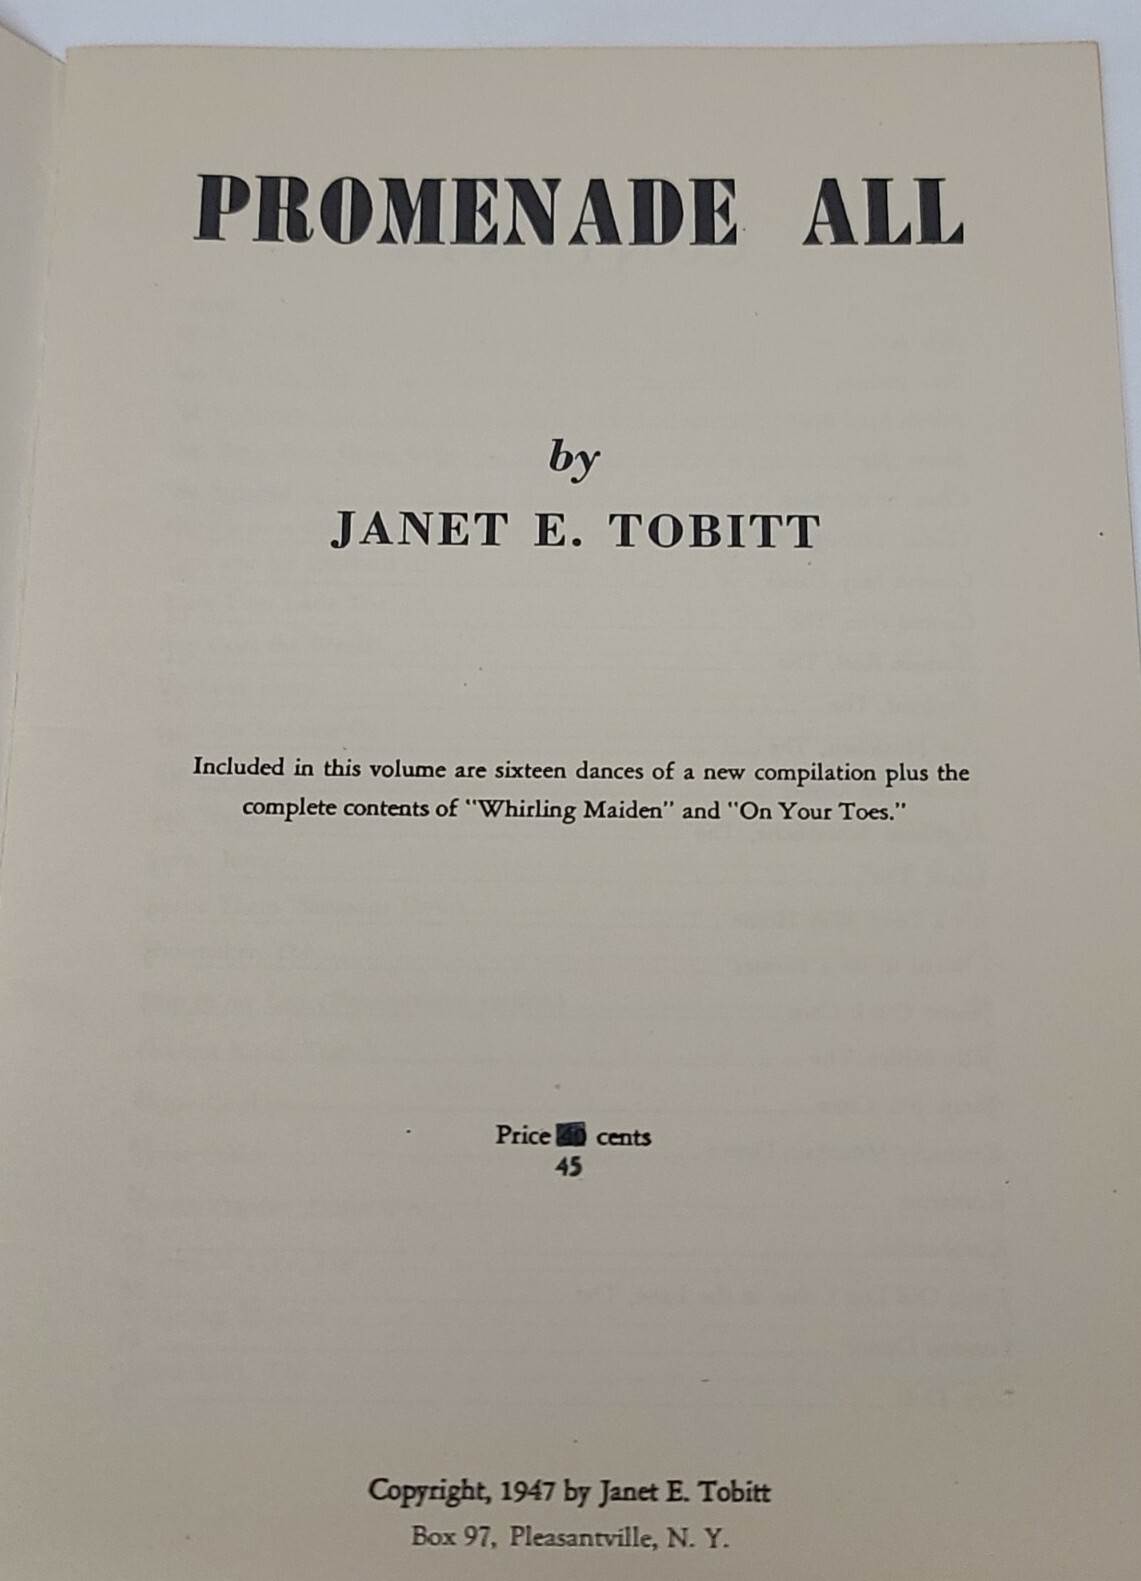 PROMENADE ALL
by
JANET E. TOBITT
Included in this volume are sixteen dances of a new compilation plus the
complete contents of "Whirling Maiden" and "On Your Toes."
Price 40 cents
45
Copyright, 1947 by Janet E. Tobitt
Box 97, Pleasantville, N. Y.